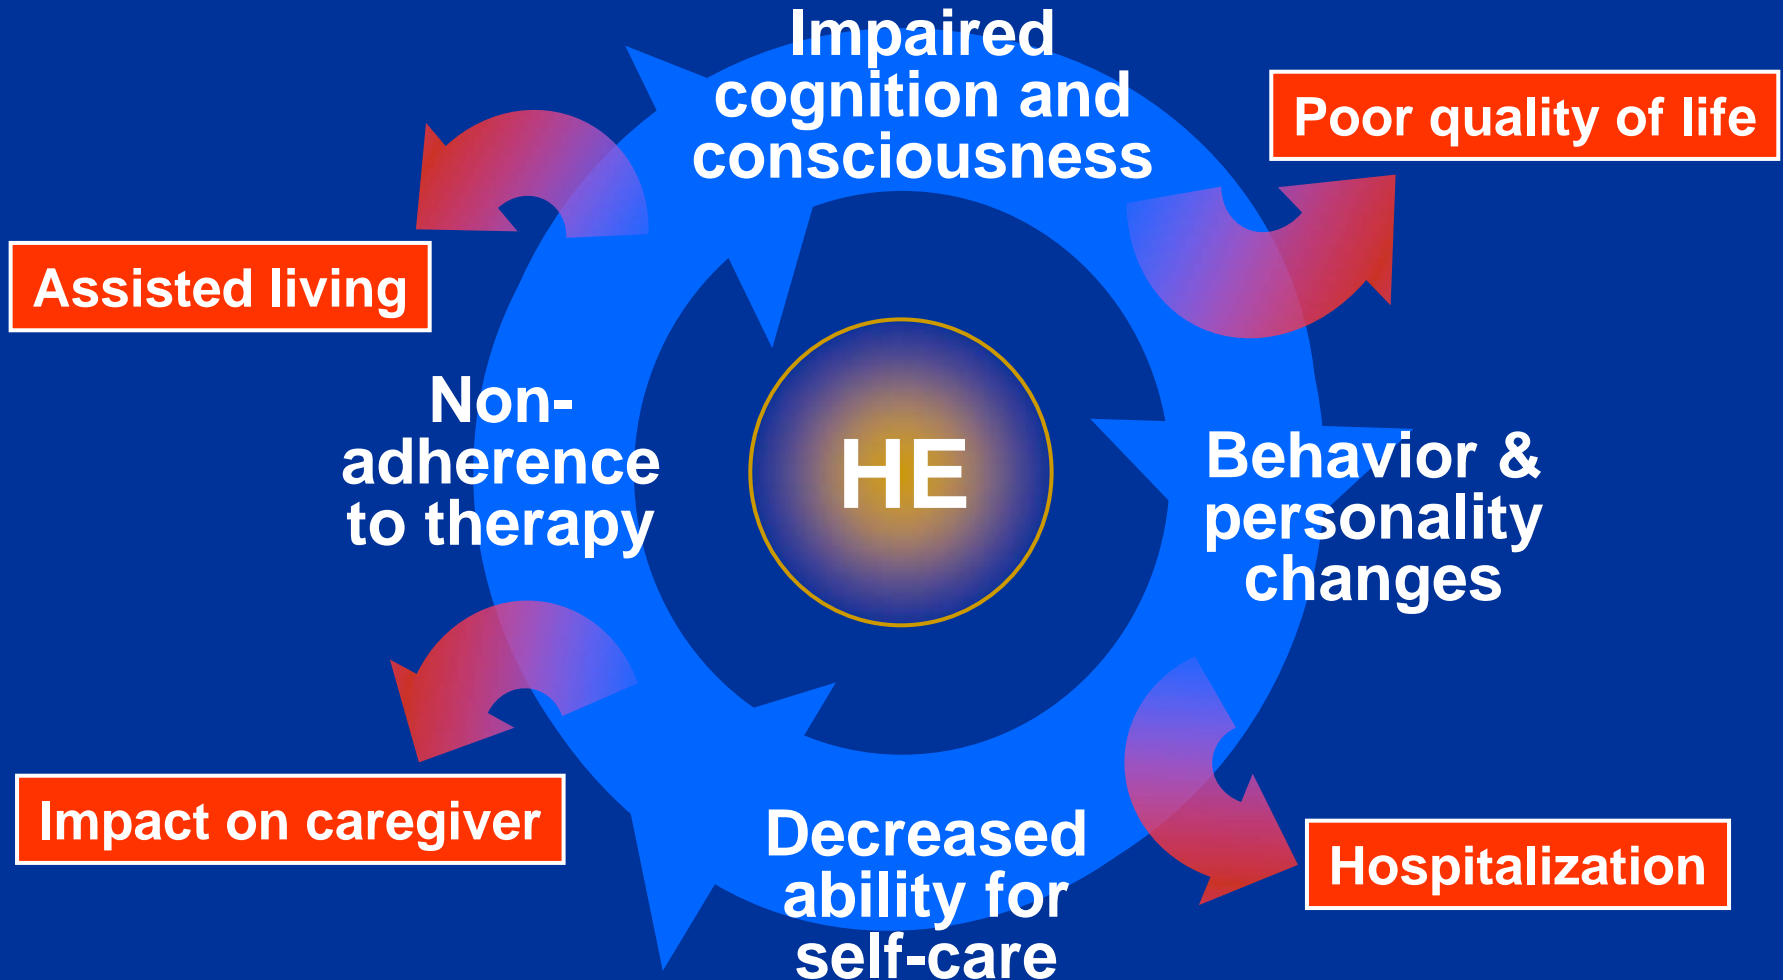 Impaired
cognition and
consciousness
Poor quality of life
Assisted living
Non-
adherence
to therapy
HE
Behavior &
personality
changes
Impact on caregiver
Decreased
ability for
self-care
Hospitalization